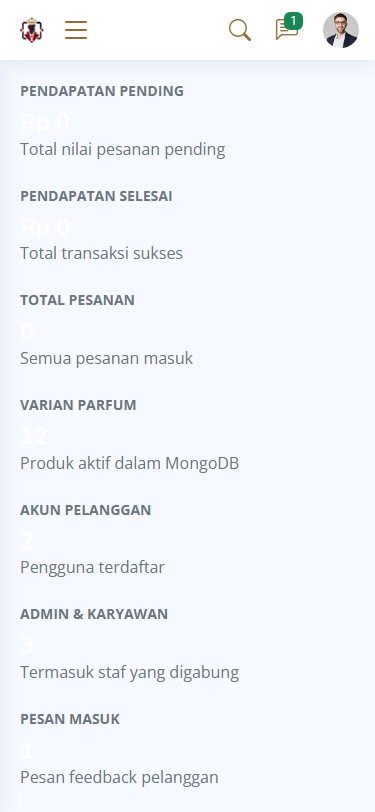 1
PENDAPATAN PENDING
Rp 0
Total nilai pesanan pending
PENDAPATAN SELESAI
Rp 0
Total transaksi sukses
TOTAL PESANAN
0
Semua pesanan masuk
VARIAN PARFUM
12
Produk aktif dalam MongoDB
AKUN PELANGGAN
2
Pengguna terdaftar
ADMIN & KARYAWAN
3
Termasuk staf yang digabung
PESAN MASUK
1
Pesan feedback pelanggan